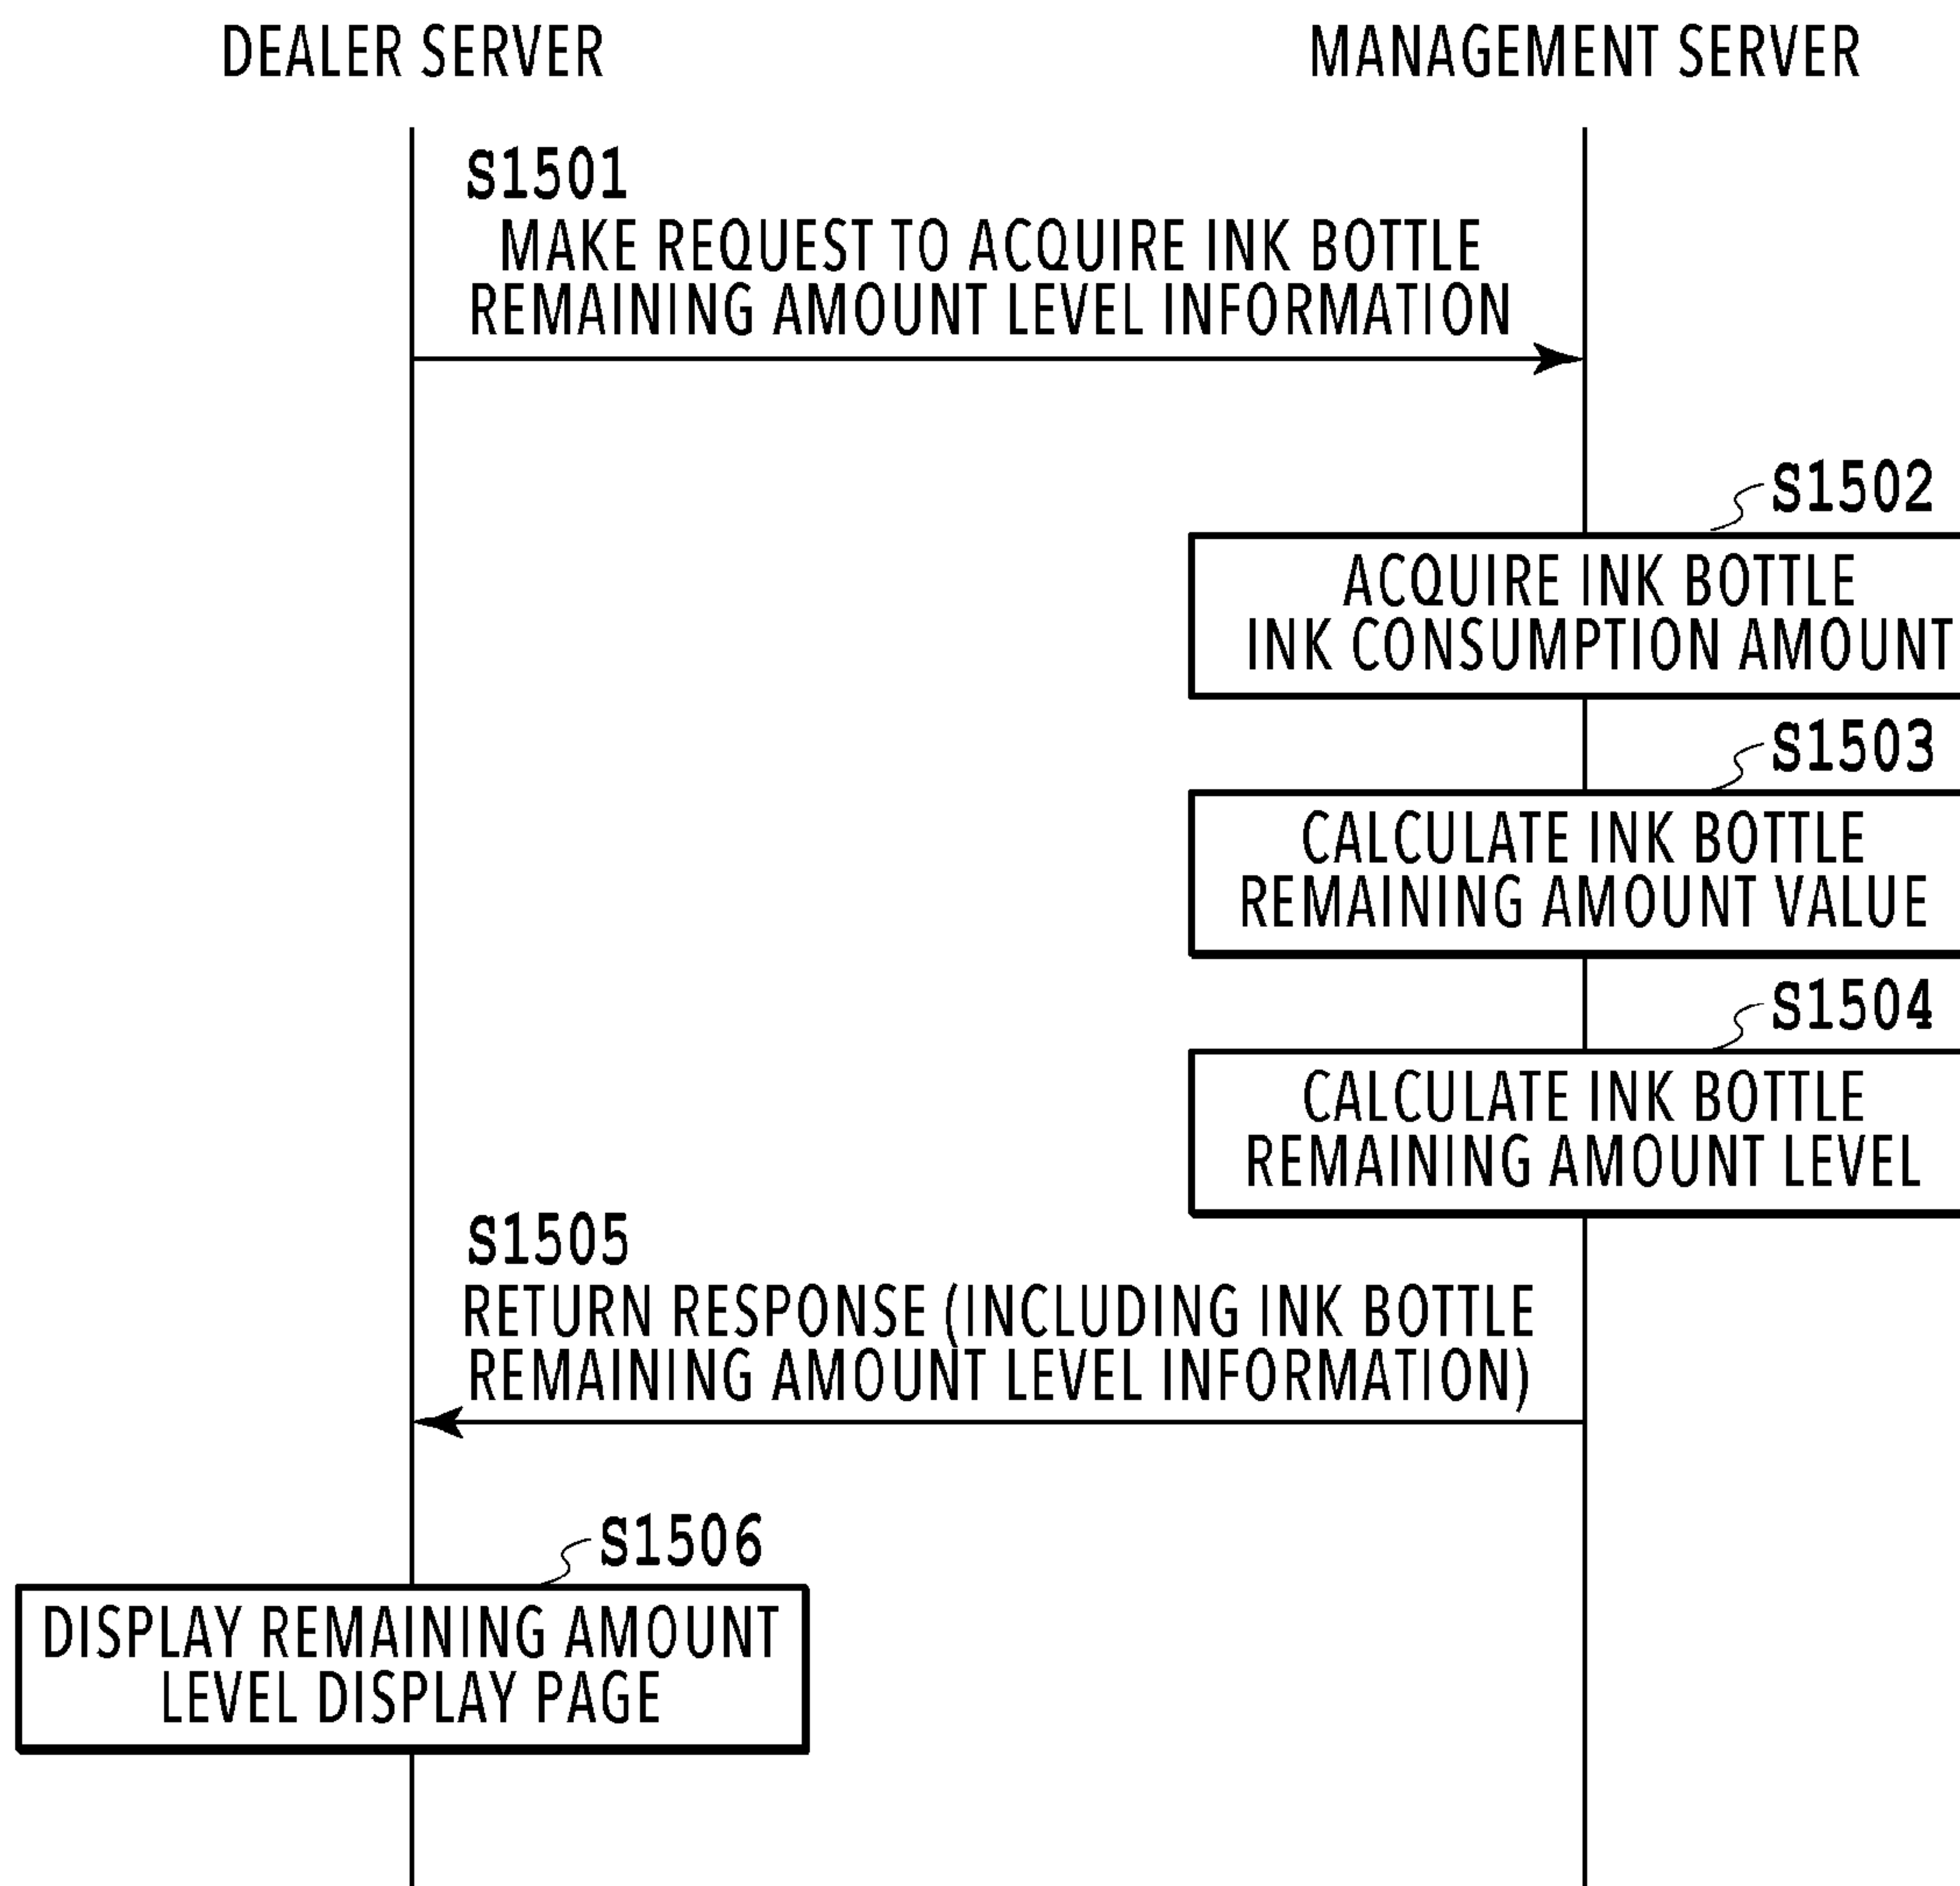 DEALER SERVER
MANAGEMENT SERVER
S1501
MAKE REQUEST TO ACQUIRE INK BOTTLE
REMAINING AMOUNT LEVEL INFORMATION
S1502
ACQUIRE INK BOTTLE
INK CONSUMPTION AMOUNT
S1503
CALCULATE INK BOTTLE
REMAINING AMOUNT VALUE
S1504
CALCULATE INK BOTTLE
REMAINING AMOUNT LEVEL
S1505
RETURN RESPONSE (INCLUDING INK BOTTLE
REMAINING AMOUNT LEVEL INFORMATION)
S1506
DISPLAY REMAINING AMOUNT
LEVEL DISPLAY PAGE